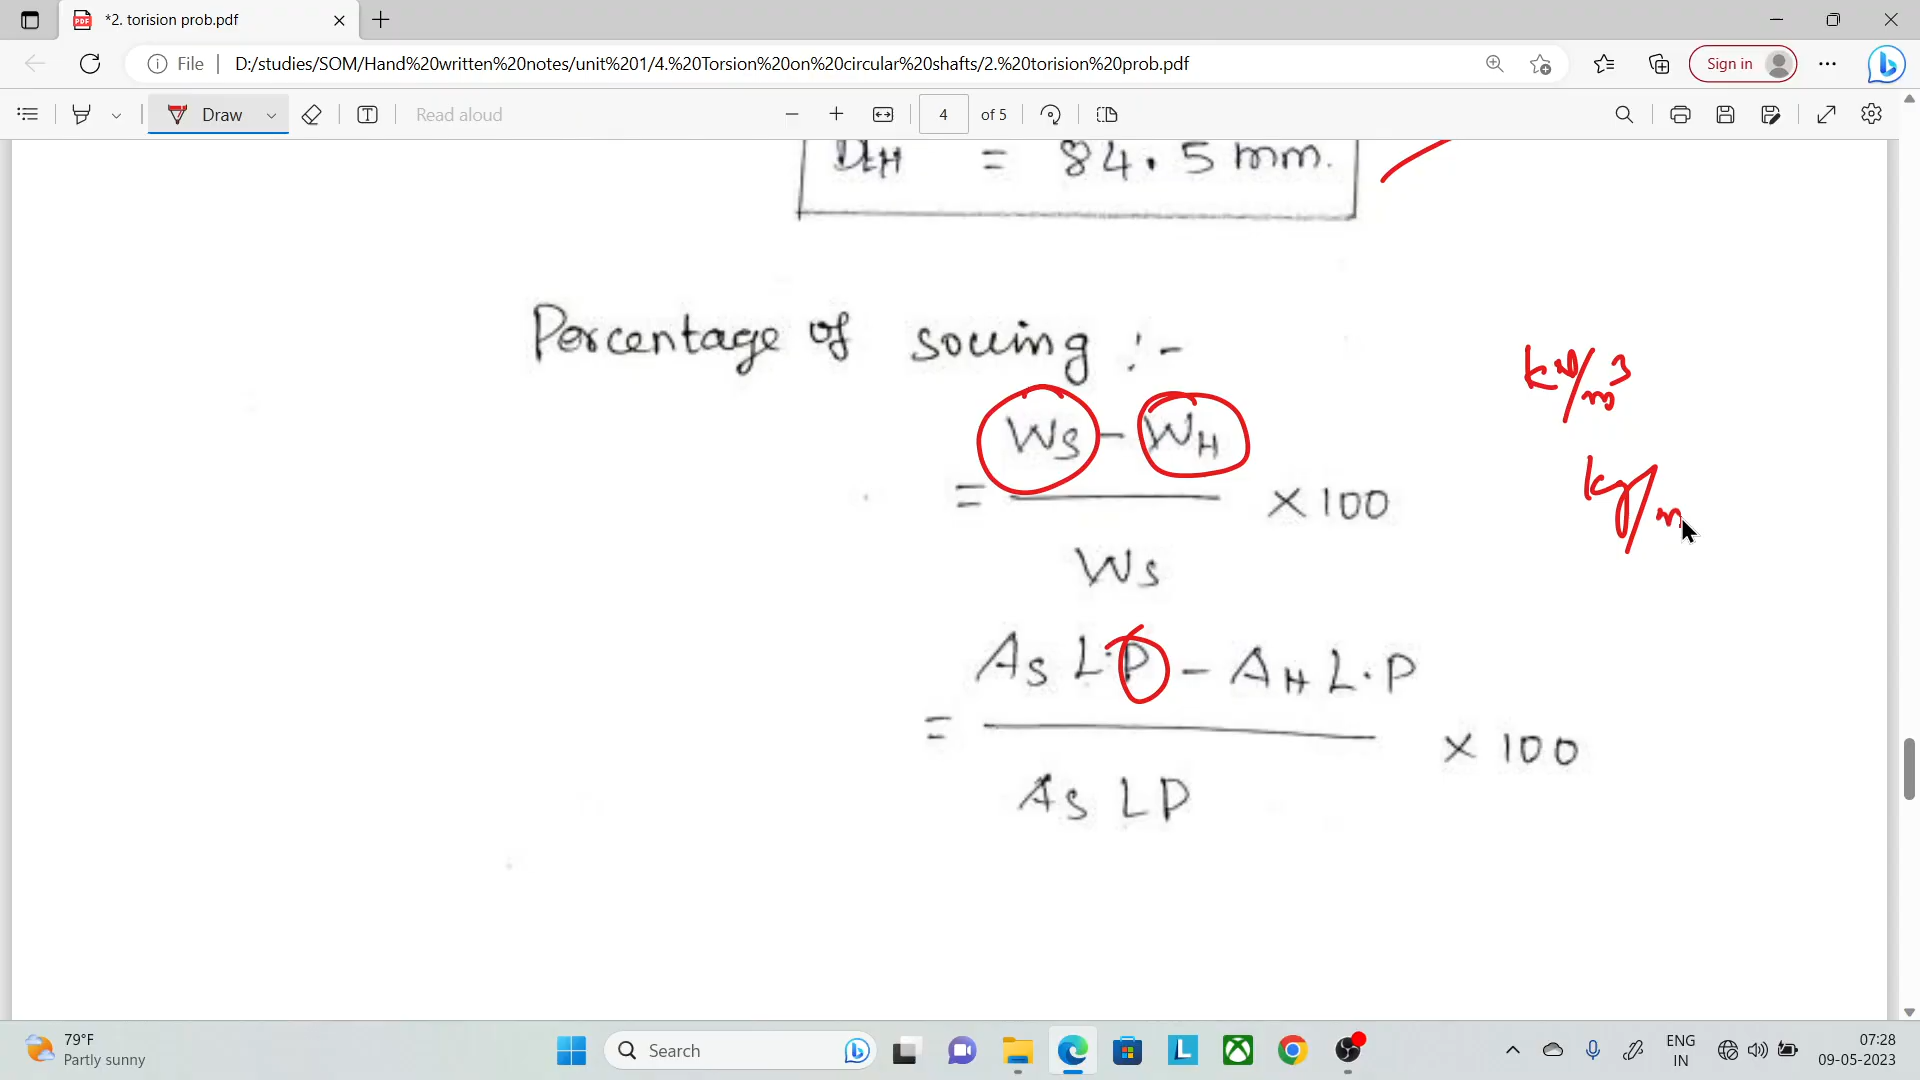 *2. torision prob.pdf
File
D:/studies/SOM/Hand%20written%20notes/unit%201/4.%20Torsion%20on%20circular%20shafts/2.%20torision%20prob.pdf
Sign in
Draw
Read aloud
4 of 5
= 84.5 mm.
Percentage of
:-
WS - WH
= × 100
WS
AS L.P - AH L.P
= × 100
AS LP
kN/m3
kg/m
79°F
Partly sunny
Search
ENG
IN
07:28
09-05-2023